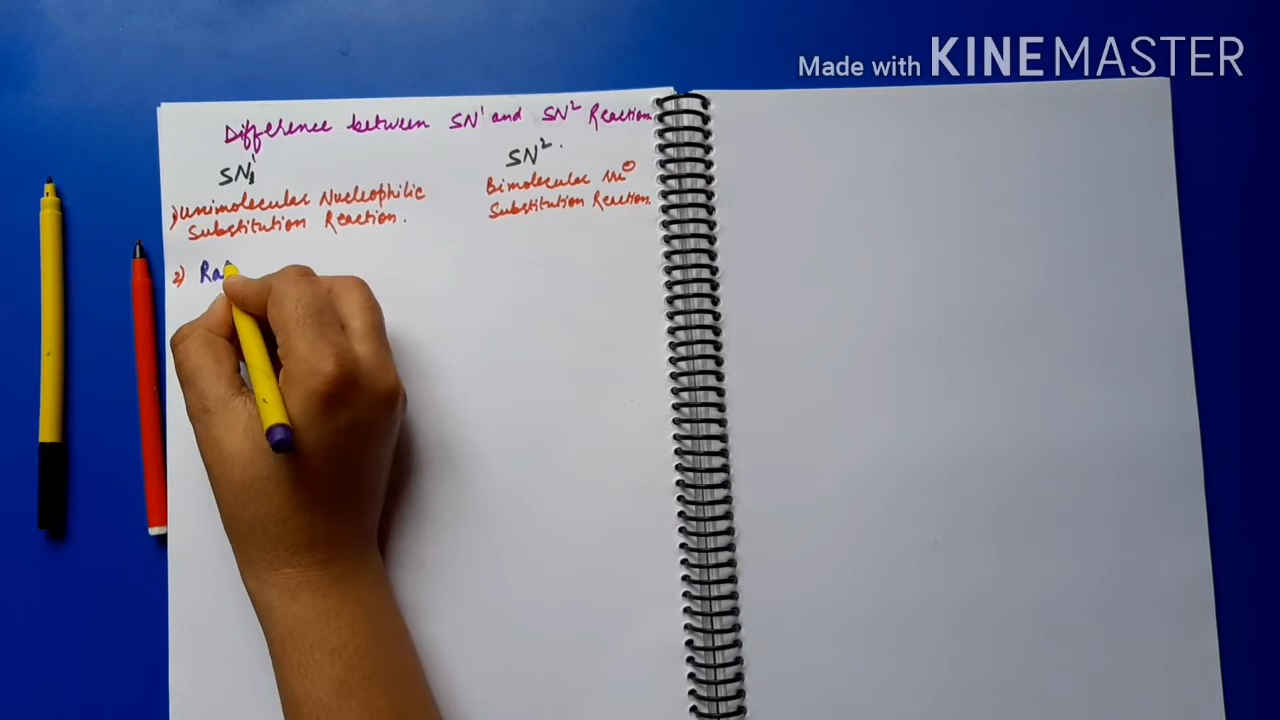 Made with KINEMASTER
Difference between SN1 and SN2 Reaction
SN1
SN2.
1) Unimolecular Nucleophilic
Substitution Reaction.
Bimolecular Nu⊖
Substitution Reaction.
2) Ra